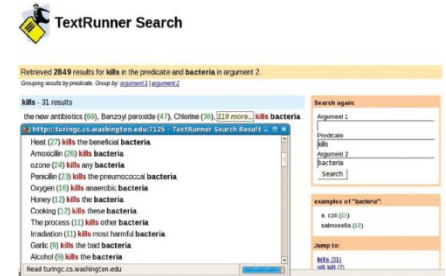 TextRunner Search
Retrieved 2849 results for kills in the predicate and bacteria in argument 2.
Grouping results by predicate. Group by: argument1 | argument2
kills - 31 results
the new antibiotics (69), Benzoyl peroxide (47), Chlorine (36), 119 more... kills bacteria
http://turingc.cs.washington.edu:7125 - TextRunner Search Result
Heat (27) kills the beneficial bacteria
Amoxicillin (26) kills bacteria
ozone (24) kills any bacteria
Penicillin (23) kills the pneumococcal bacteria
Oxygen (16) kills anaerobic bacteria
Honey (12) kills the bacteria
Cooking (12) kills these bacteria
The process (11) kills other bacteria
Irradiation (11) kills most harmful bacteria
Garlic (9) kills the bad bacteria
Alcohol (9) kills the bacteria
Read turingc.cs.washington.edu
Search again:
Argument 1
Predicate
kills
Argument 2
bacteria
Search
examples of "bacteria":
e. coli (13)
salmonella (12)
Jump to:
kills (31)